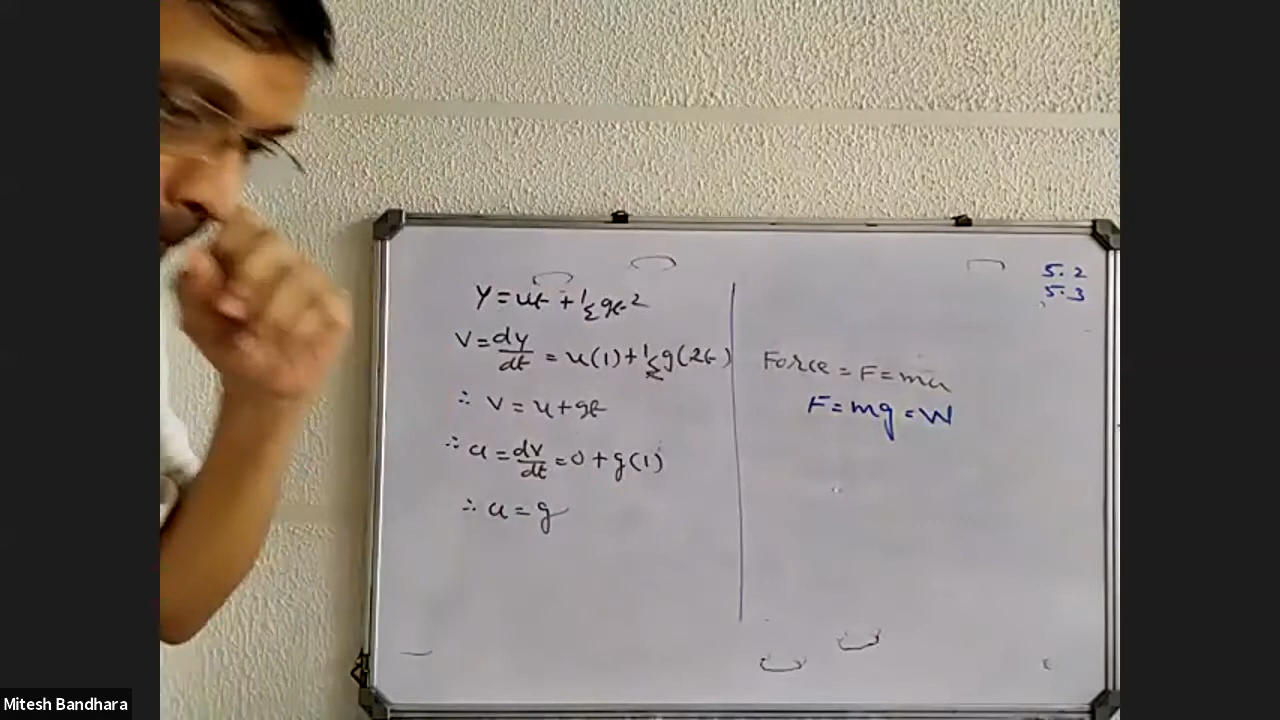 y = ut + 1/2 gt²
v = dy/dt = u(1) + 1/2 g(2t)
∴ v = u + gt
∴ a = dv/dt = 0 + g(1)
∴ a = g
5.2
5.3
Force = F = ma
F = mg = W
Mitesh Bandhara